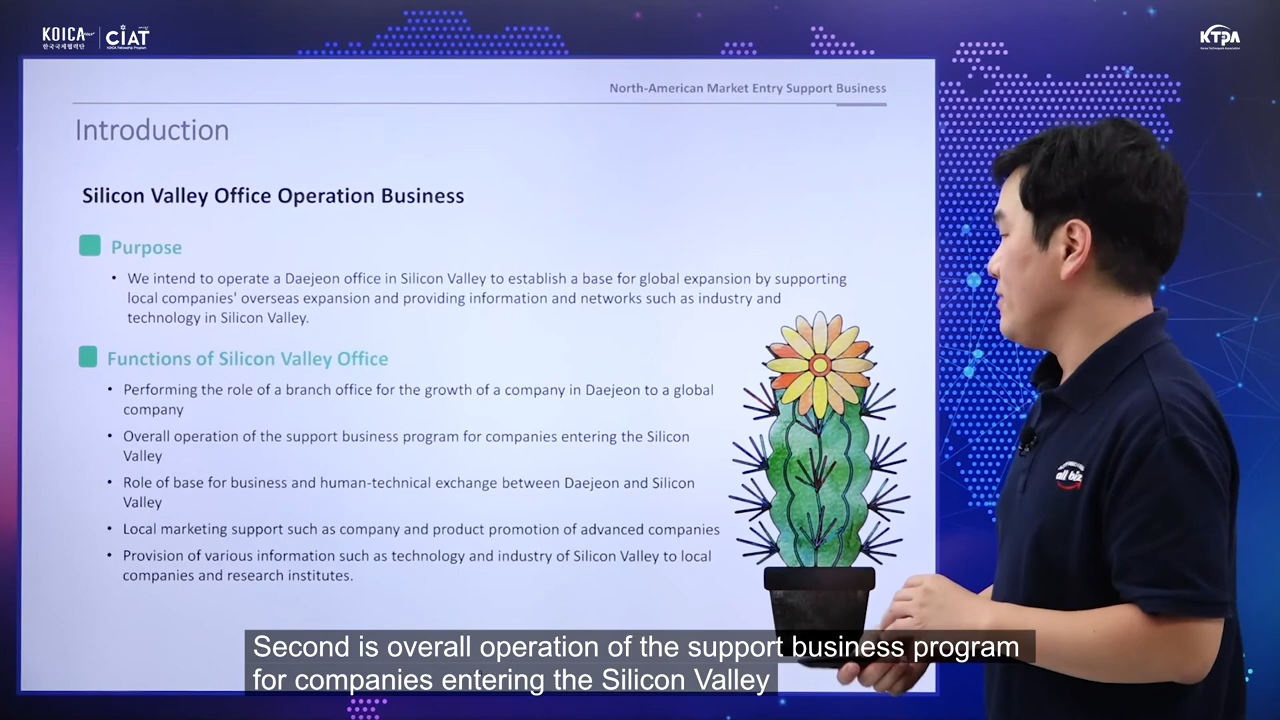 KOICA
한국국제협력단
CIAT
KOICA Fellowship Program
KTPA
Korea Technopark Association
North-American Market Entry Support Business
Introduction
Silicon Valley Office Operation Business
Purpose
• We intend to operate a Daejeon office in Silicon Valley to establish a base for global expansion by supporting
local companies' overseas expansion and providing information and networks such as industry and
technology in Silicon Valley.
Functions of Silicon Valley Office
• Performing the role of a branch office for the growth of a company in Daejeon to a global
company
• Overall operation of the support business program for companies entering the Silicon
Valley
• Role of base for business and human-technical exchange between Daejeon and Silicon
Valley
• Local marketing support such as company and product promotion of advanced companies
• Provision of various information such as technology and industry of Silicon Valley to local
companies and research institutes.
all biz
Second is overall operation of the support business program
for companies entering the Silicon Valley